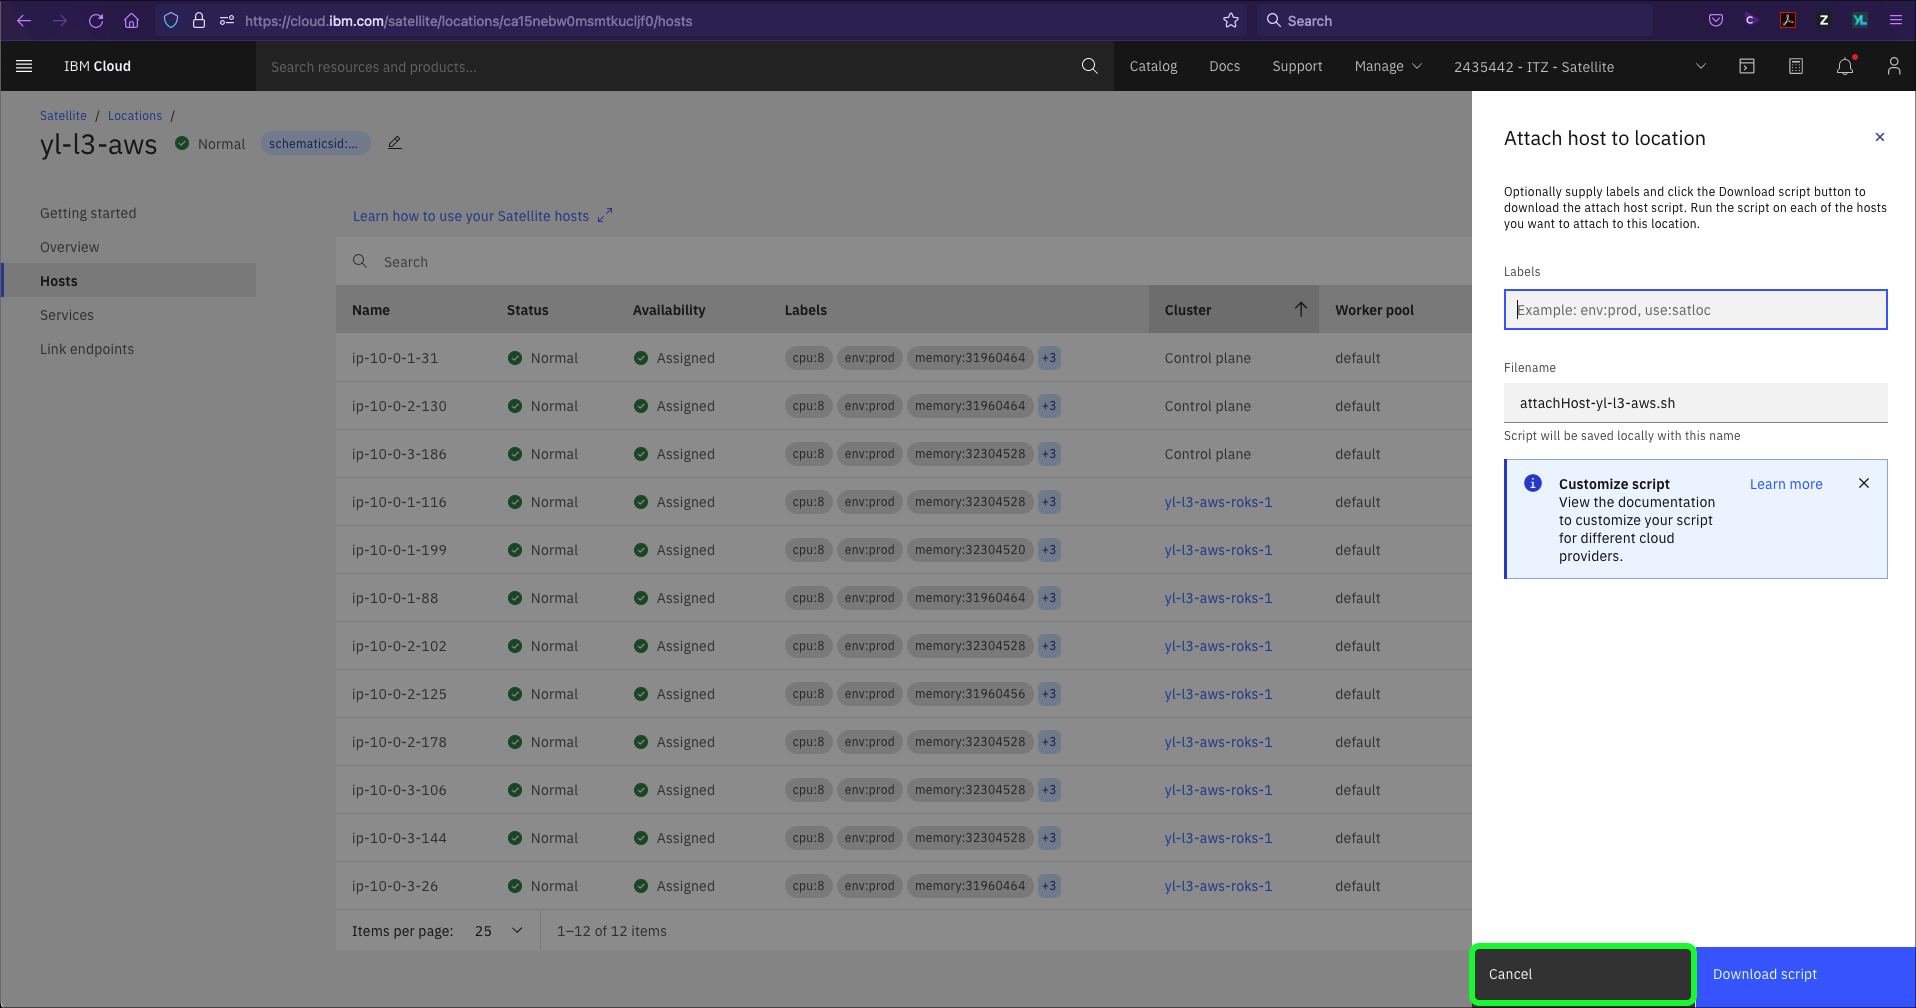 https://cloud.ibm.com/satellite/locations/ca15nebw0msmtkucljf0/hosts
Search
C
Z
YL
IBM Cloud
Search resources and products...
Catalog
Docs
Support
Manage
2435442 - ITZ - Satellite
Satellite / Locations /
yl-l3-aws
Normal
schematicsid:...
Getting started
Overview
Hosts
Services
Link endpoints
Learn how to use your Satellite hosts
Search
Name Status Availability Labels Cluster Worker pool
ip-10-0-1-31 Normal Assigned cpu:8 env:prod memory:31960464 +3 Control plane default
ip-10-0-2-130 Normal Assigned cpu:8 env:prod memory:31960464 +3 Control plane default
ip-10-0-3-186 Normal Assigned cpu:8 env:prod memory:32304528 +3 Control plane default
ip-10-0-1-116 Normal Assigned cpu:8 env:prod memory:32304528 +3 yl-l3-aws-roks-1 default
ip-10-0-1-199 Normal Assigned cpu:8 env:prod memory:32304520 +3 yl-l3-aws-roks-1 default
ip-10-0-1-88 Normal Assigned cpu:8 env:prod memory:31960464 +3 yl-l3-aws-roks-1 default
ip-10-0-2-102 Normal Assigned cpu:8 env:prod memory:32304528 +3 yl-l3-aws-roks-1 default
ip-10-0-2-125 Normal Assigned cpu:8 env:prod memory:31960456 +3 yl-l3-aws-roks-1 default
ip-10-0-2-178 Normal Assigned cpu:8 env:prod memory:32304528 +3 yl-l3-aws-roks-1 default
ip-10-0-3-106 Normal Assigned cpu:8 env:prod memory:32304528 +3 yl-l3-aws-roks-1 default
ip-10-0-3-144 Normal Assigned cpu:8 env:prod memory:32304528 +3 yl-l3-aws-roks-1 default
ip-10-0-3-26 Normal Assigned cpu:8 env:prod memory:31960464 +3 yl-l3-aws-roks-1 default
Items per page: 25
1–12 of 12 items
Attach host to location
Optionally supply labels and click the Download script button to
download the attach host script. Run the script on each of the hosts
you want to attach to this location.
Labels
Example: env:prod, use:satloc
Filename
attachHost-yl-l3-aws.sh
Script will be saved locally with this name
Customize script
Learn more
View the documentation
to customize your script
for different cloud
providers.
Cancel
Download script